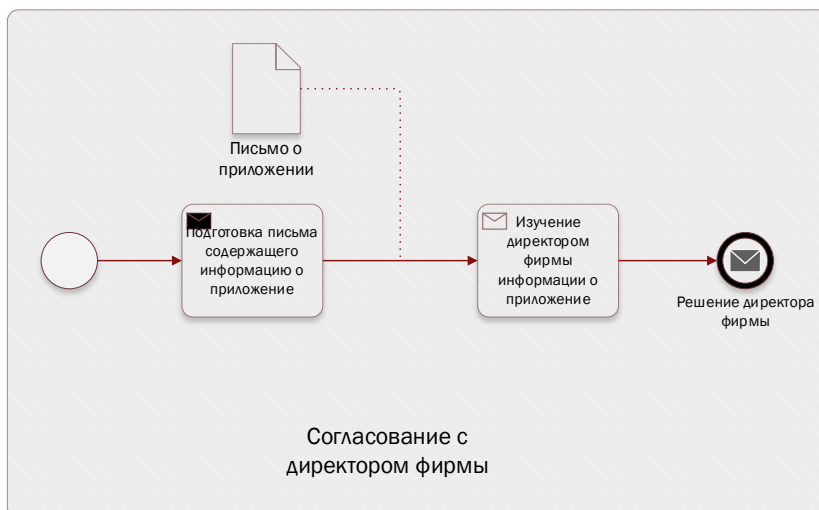 Письмо о
приложении
Подготовка письма
содержащего
информацию о
приложение
Изучение
директором
фирмы
информации о
приложение
Решение директора
фирмы
Согласование с
директором фирмы